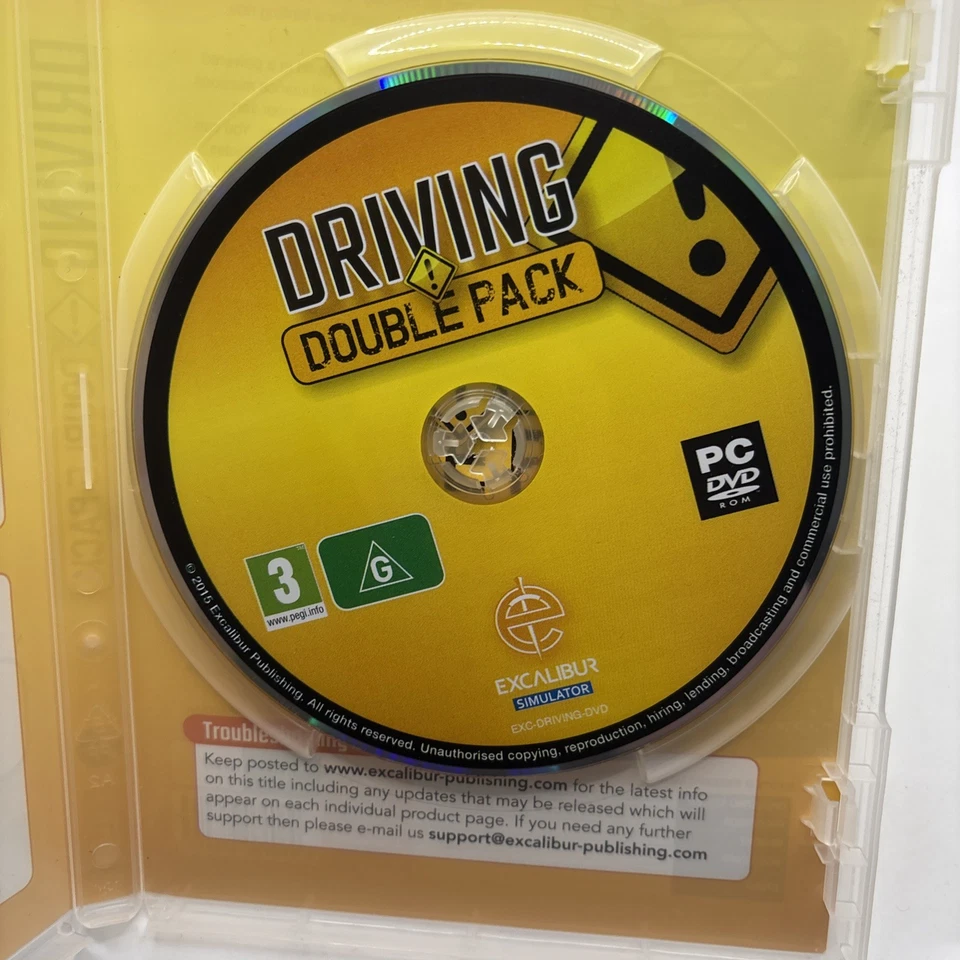 DRIVING
!
DOUBLE PACK
PC
DVD
ROM
3
www.pegi.info
G
EXCALIBUR
SIMULATOR
EXC-DRIVING-DVD
© 2015 Excalibur Publishing. All rights reserved. Unauthorised copying, reproduction, hiring, lending, broadcasting and commercial use prohibited.
Keep posted to www.excalibur-publishing.com for the latest info
on this title including any updates that may be released which will
appear on each individual product page. If you need any further
support then please e-mail us support@excalibur-publishing.com